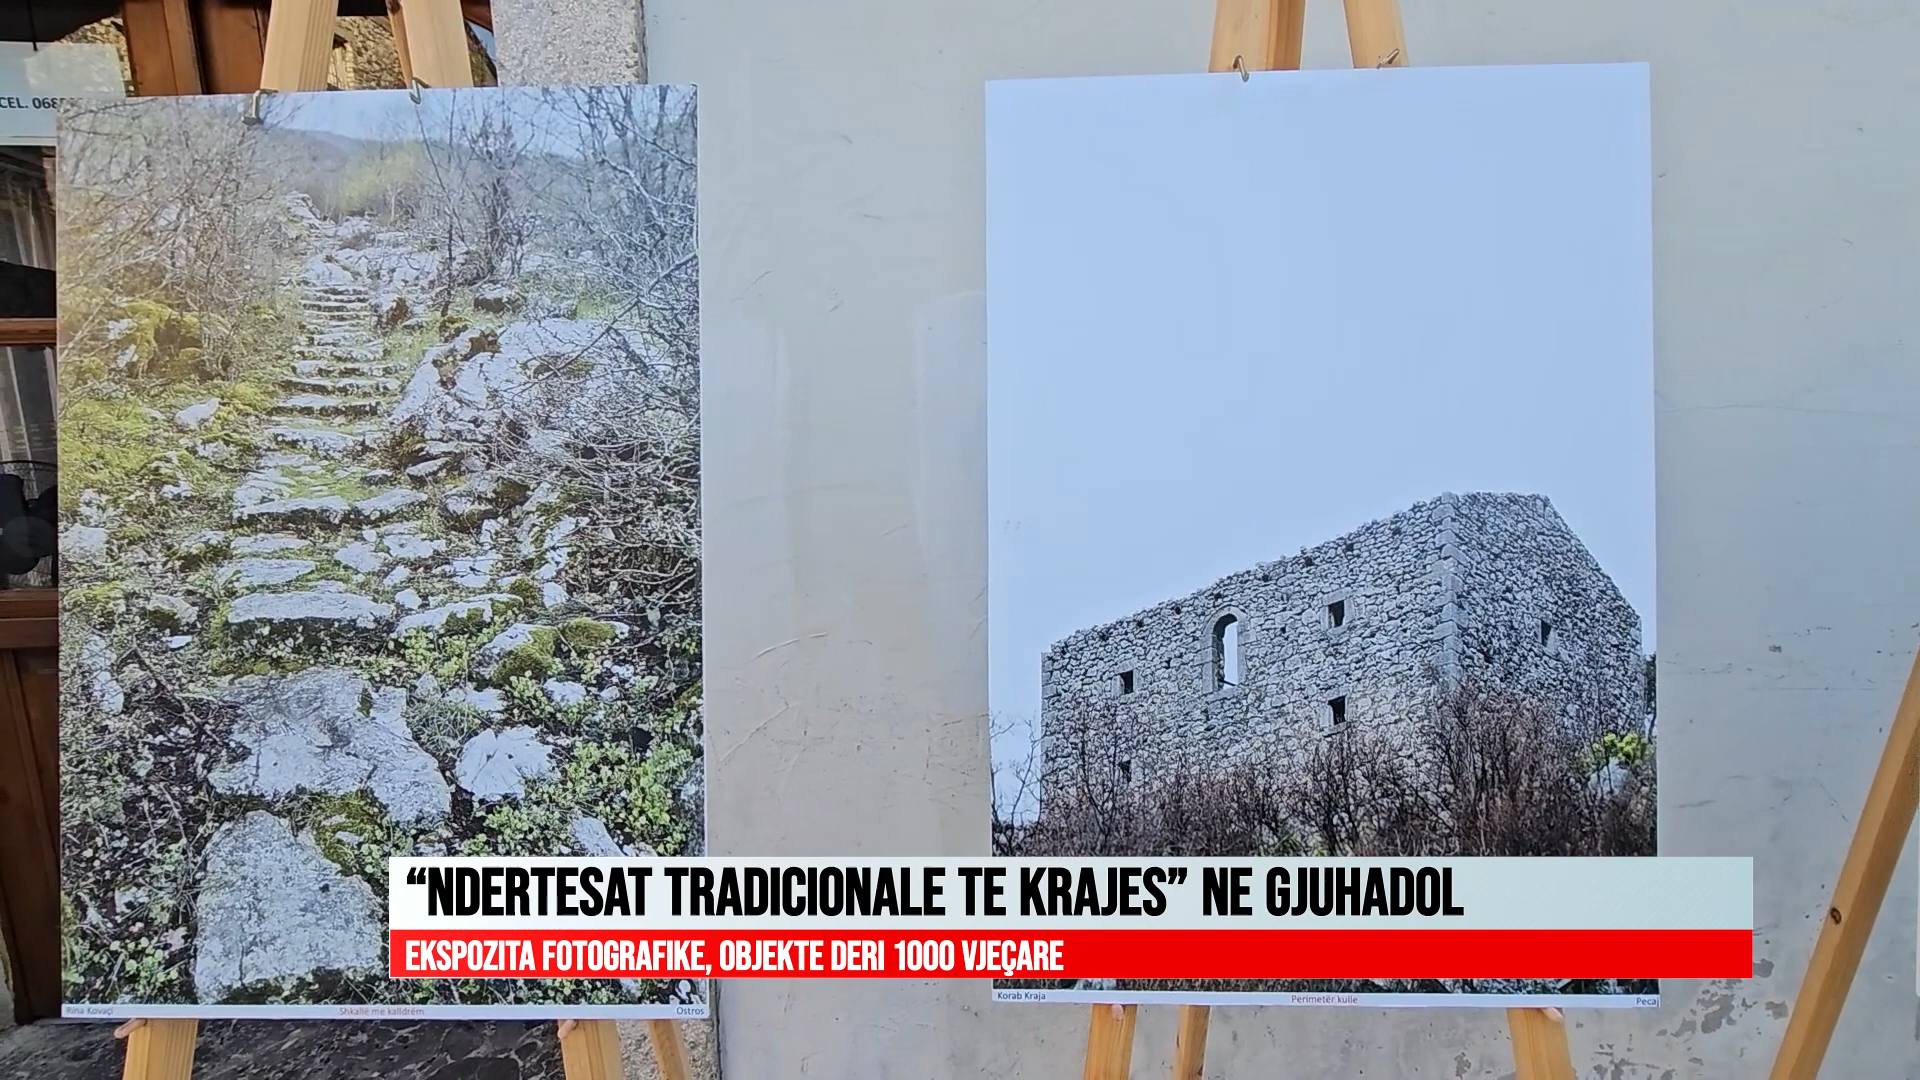 CEL. 068
"NDERTESAT TRADICIONALE TE KRAJES" NE GJUHADOL
EKSPOZITA FOTOGRAFIKE, OBJEKTE DERI 1000 VJEÇARE
Rina Kovaçi Shkallë me kalldrëm Ostros
Korab Kraja Perimetër kulle Pecaj